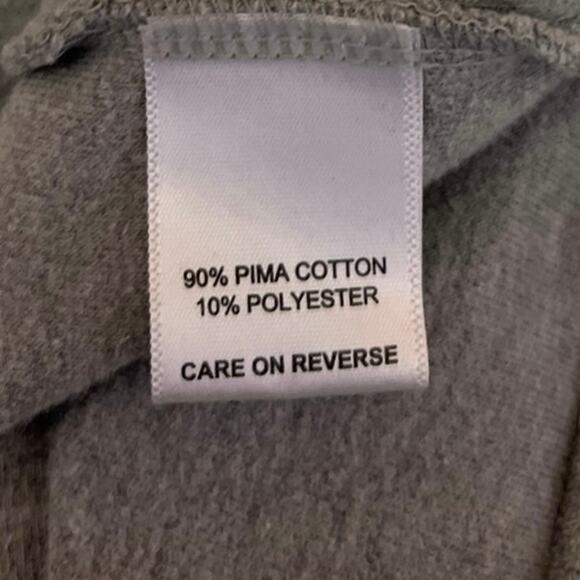 90% PIMA COTTON
10% POLYESTER
CARE ON REVERSE